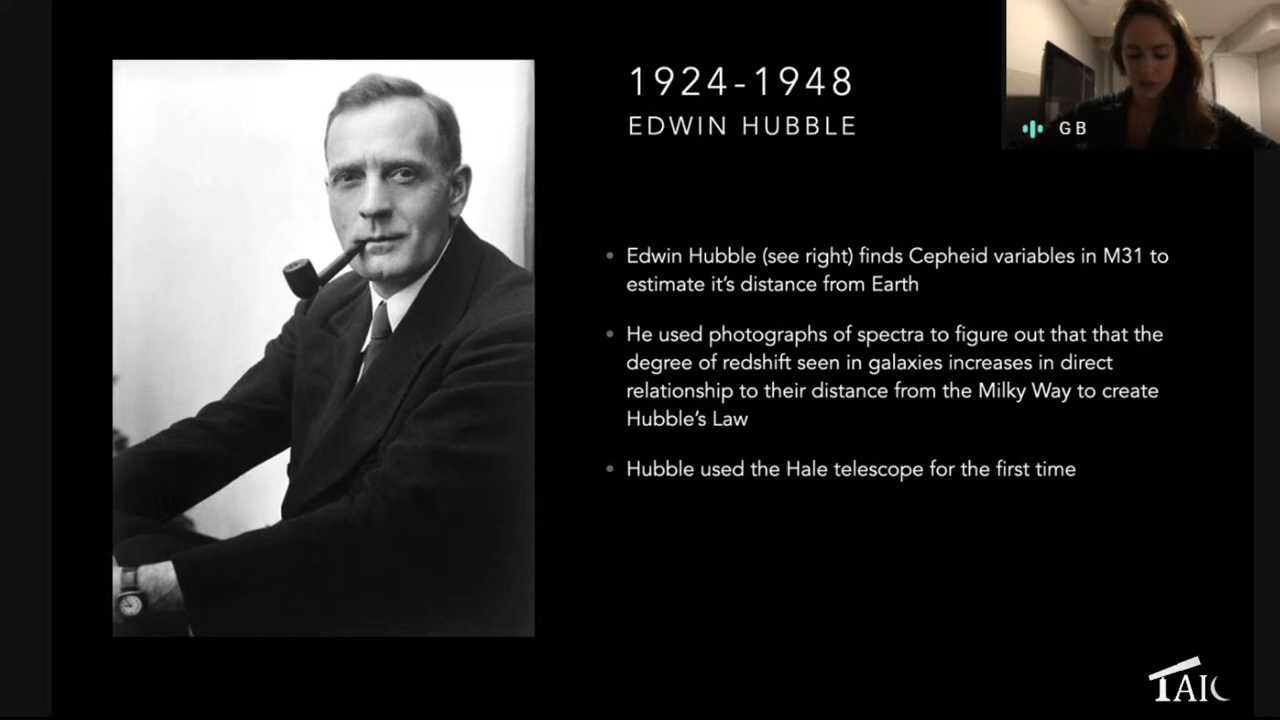 1924-1948
EDWIN HUBBLE
G B
• Edwin Hubble (see right) finds Cepheid variables in M31 to
estimate it's distance from Earth
• He used photographs of spectra to figure out that that the
degree of redshift seen in galaxies increases in direct
relationship to their distance from the Milky Way to create
Hubble's Law
• Hubble used the Hale telescope for the first time
TAIC